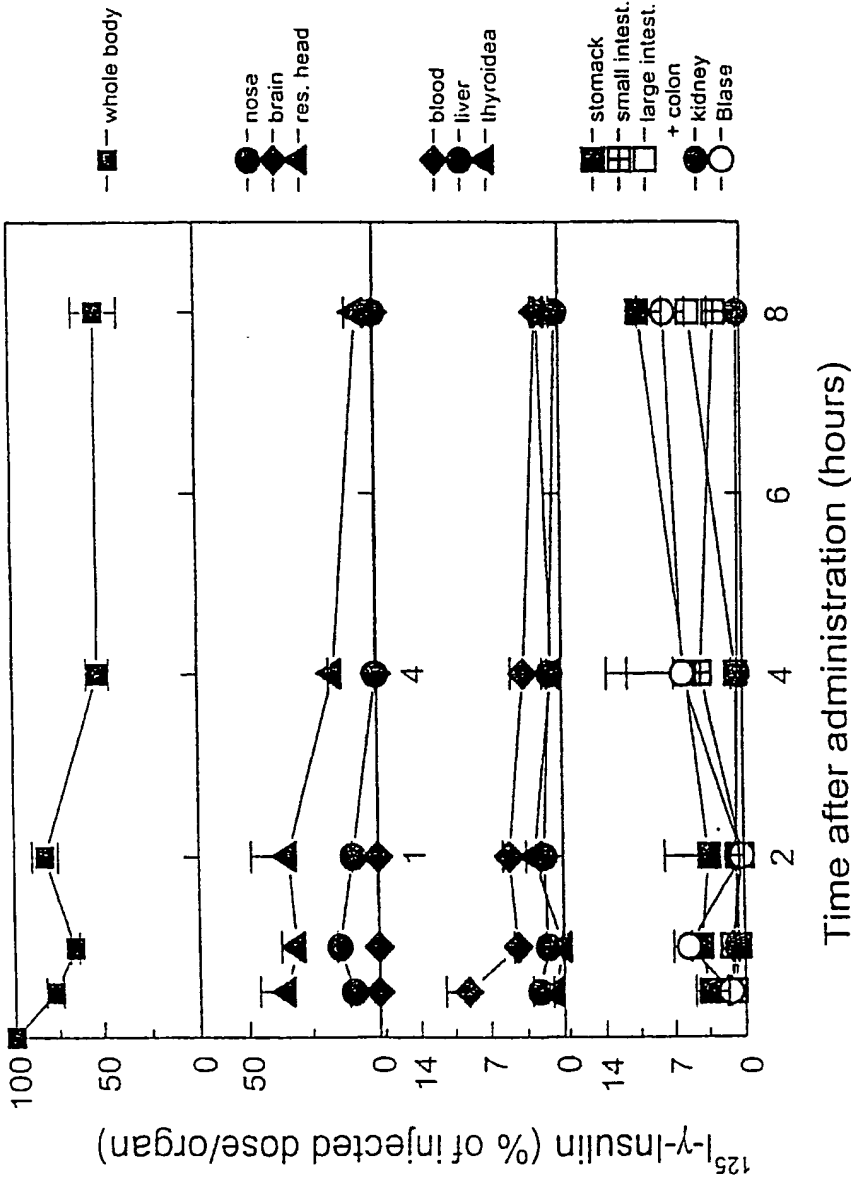 125I-γ-Insulin (% of injected dose/organ)
100
50
0
50
0
14
7
0
14
7
0
1
4
2
4
6
8
Time after administration (hours)
whole body
nose
brain
res. head
blood
liver
thyroidea
stomack
small intest.
large intest.
+ colon
kidney
Blase